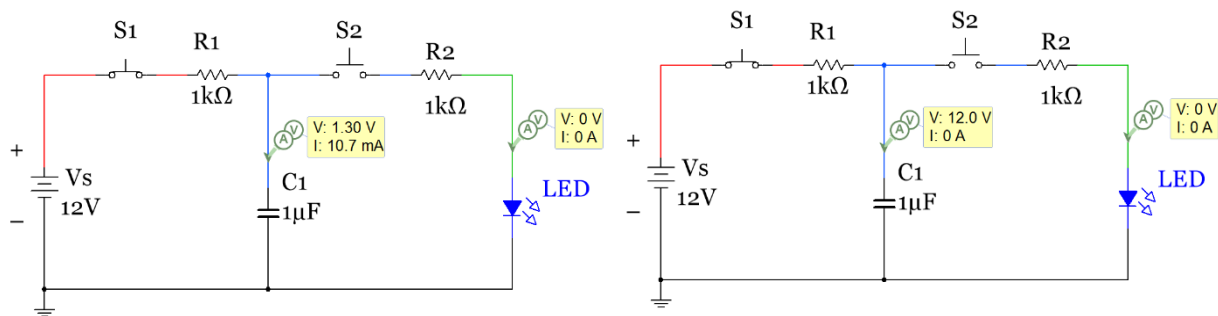 S1
R1
1kΩ
S2
R2
1kΩ
V: 1.30 V
I: 10.7 mA
V: 0 V
I: 0 A
+
Vs
12V
−
C1
1µF
LED
S1
R1
1kΩ
S2
R2
1kΩ
V: 12.0 V
I: 0 A
V: 0 V
I: 0 A
+
Vs
12V
−
C1
1µF
LED
A
V
A
V
A
V
A
V